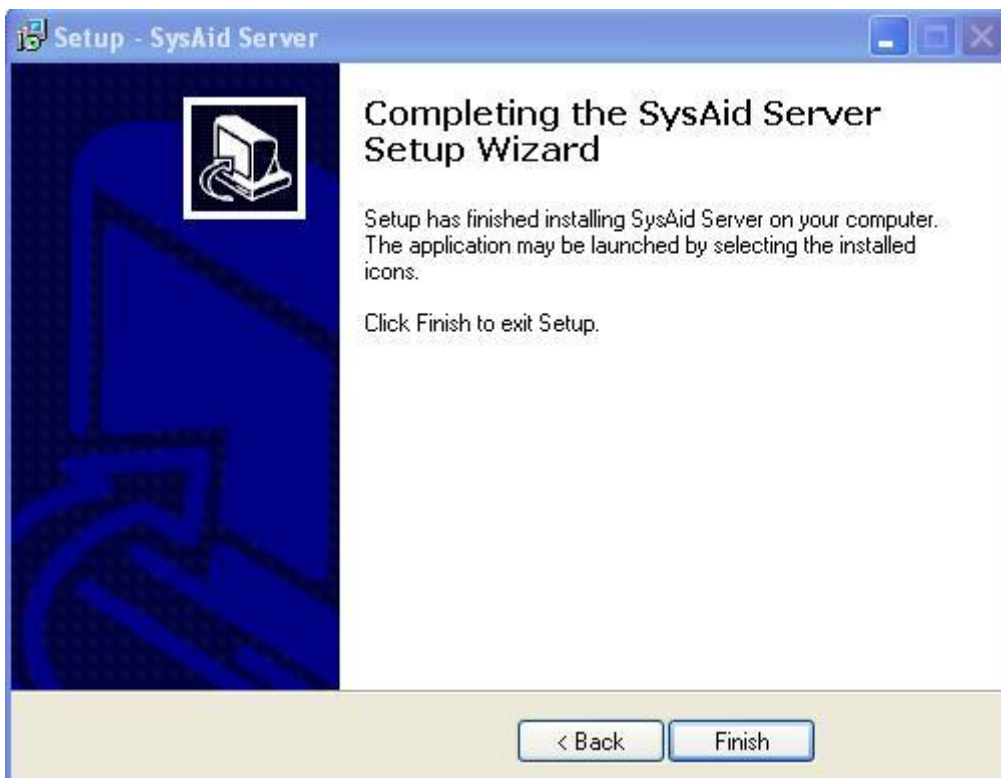 Setup - SysAid Server
Completing the SysAid Server
Setup Wizard
Setup has finished installing SysAid Server on your computer.
The application may be launched by selecting the installed
icons.
Click Finish to exit Setup.
< Back
Finish